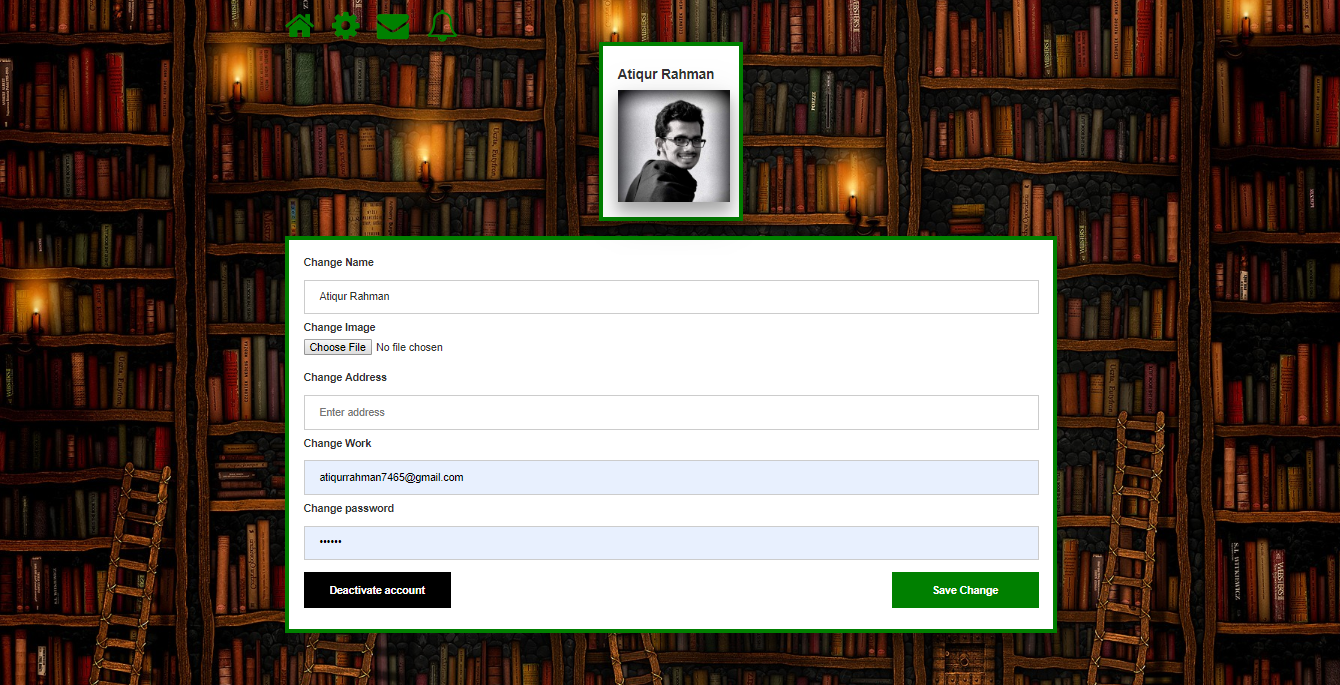 Atiqur Rahman
Change Name
Atiqur Rahman
Change Image
Choose File No file chosen
Change Address
Enter address
Change Work
atiqurrahman7465@gmail.com
Change password
••••••
Deactivate account
Save Change